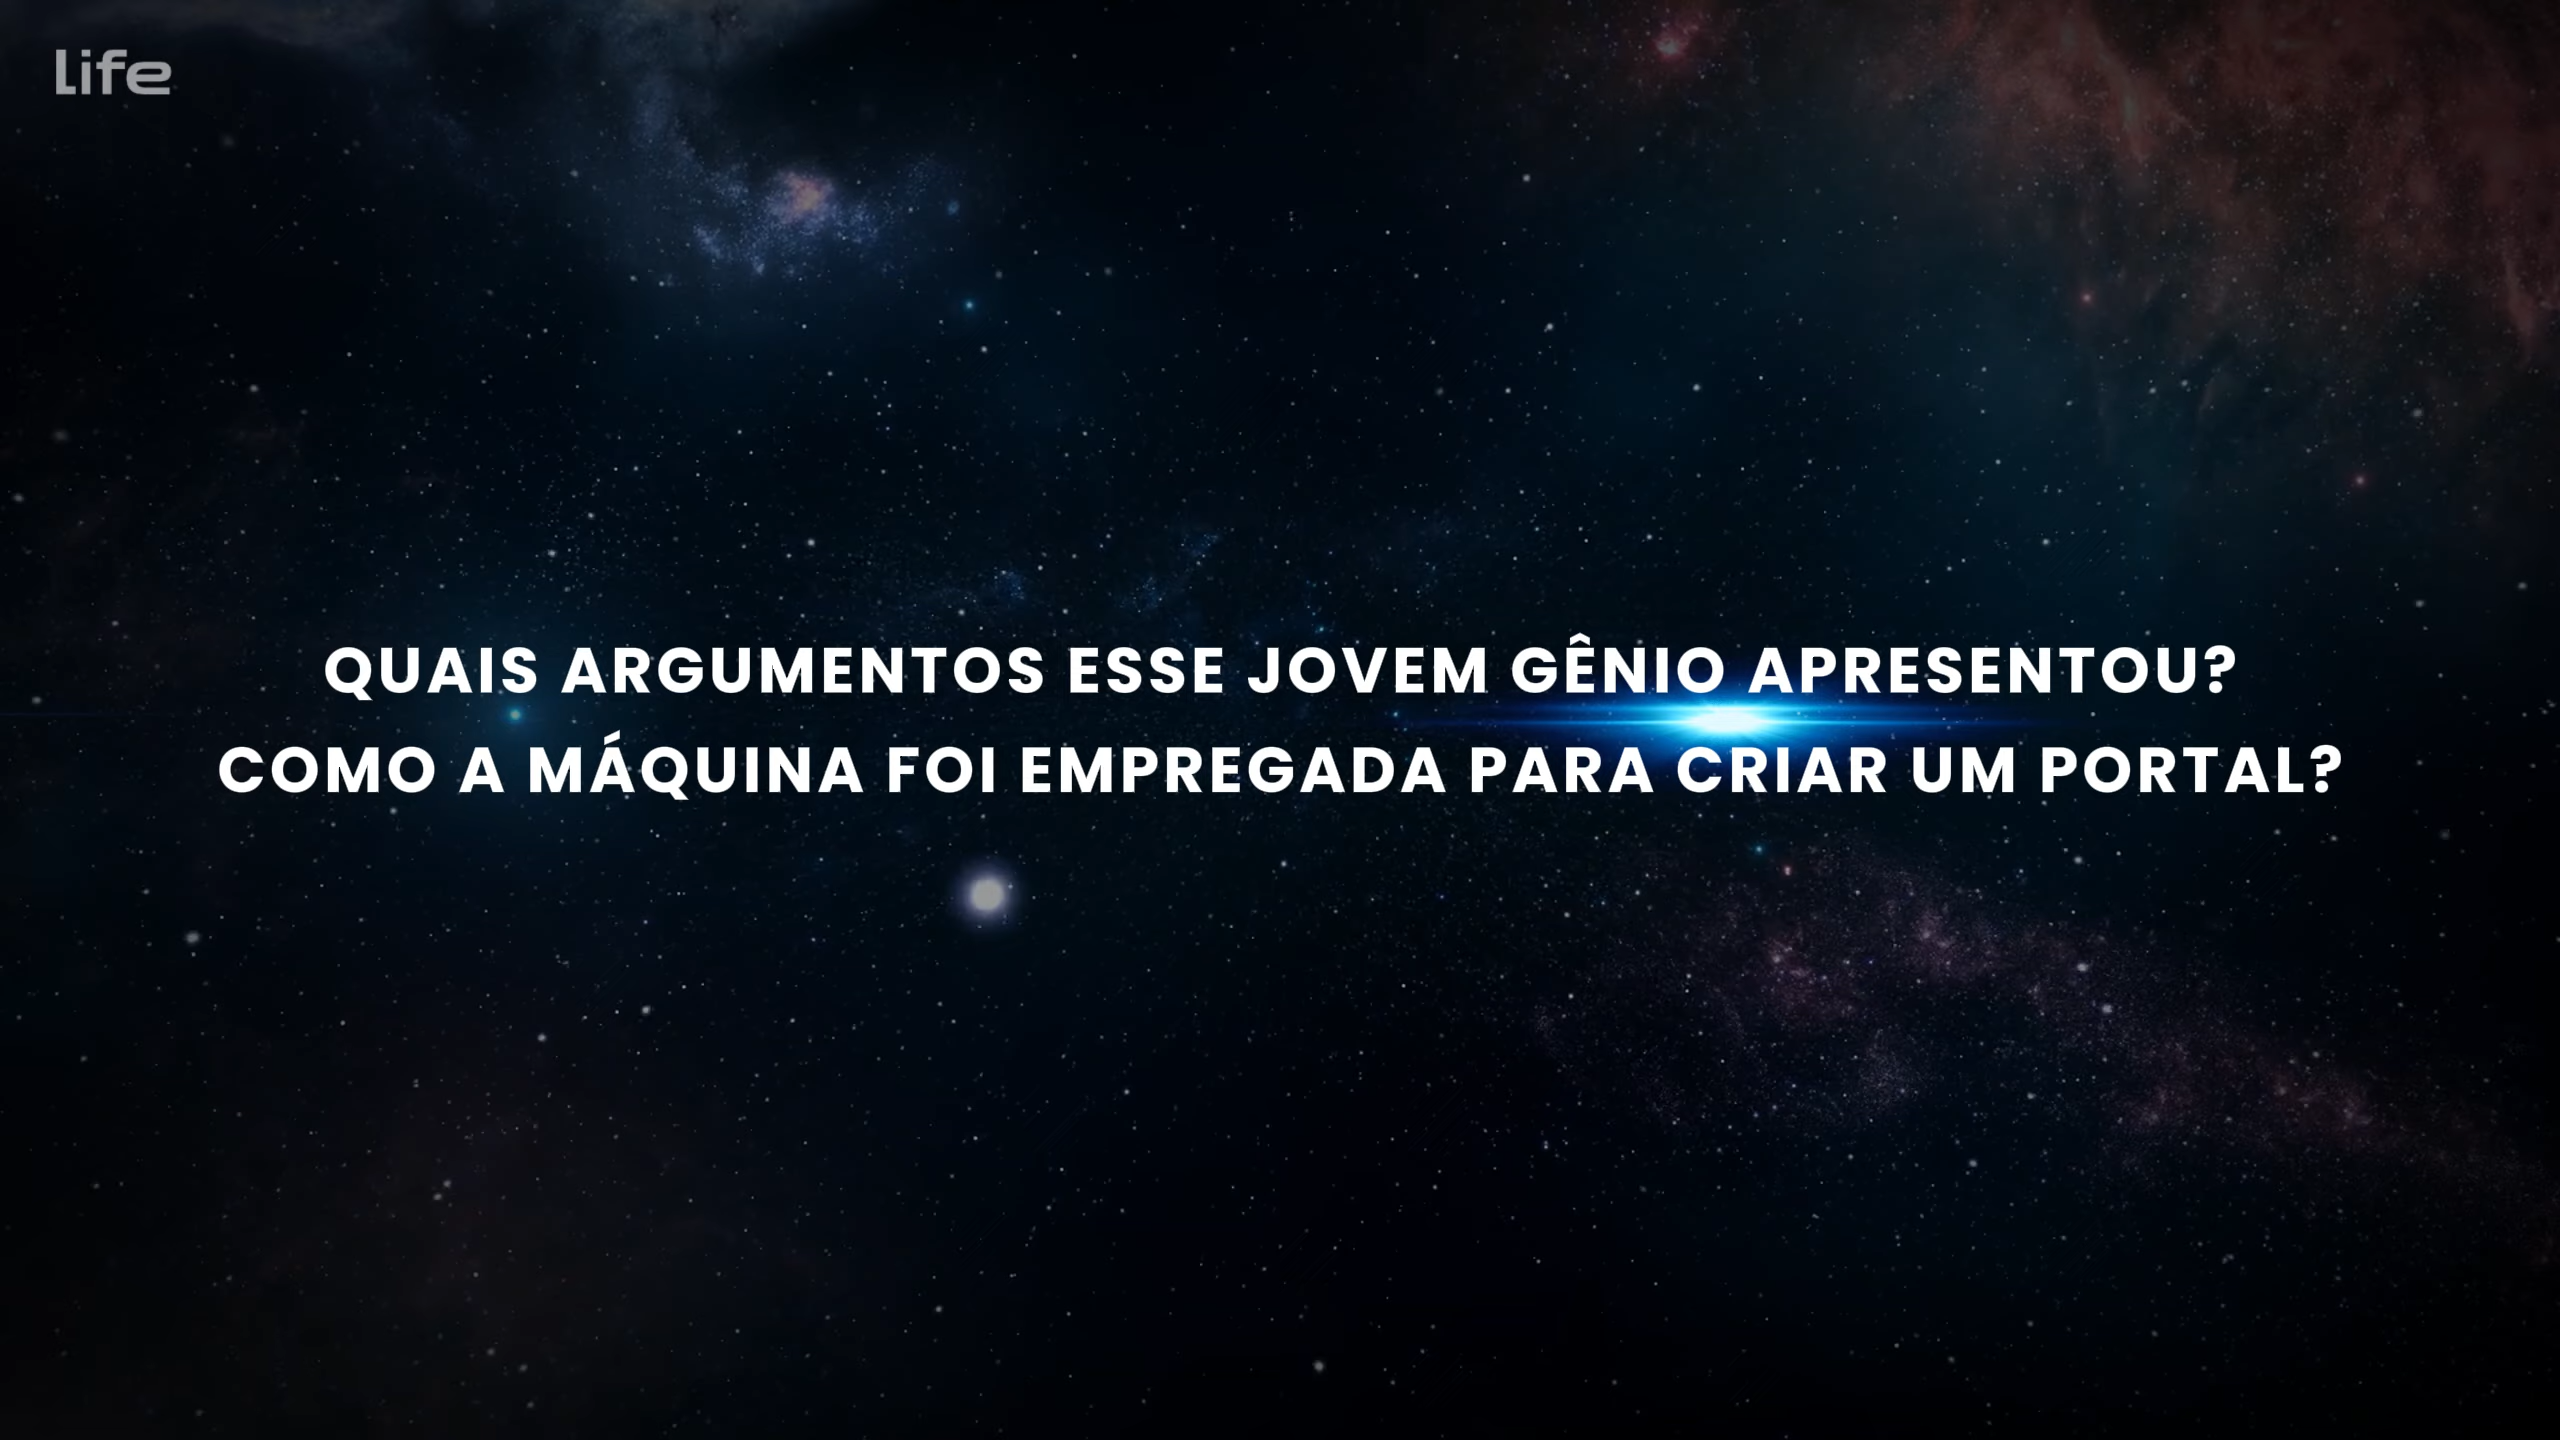 life
QUAIS ARGUMENTOS ESSE JOVEM GÊNIO APRESENTOU?
COMO A MÁQUINA FOI EMPREGADA PARA CRIAR UM PORTAL?